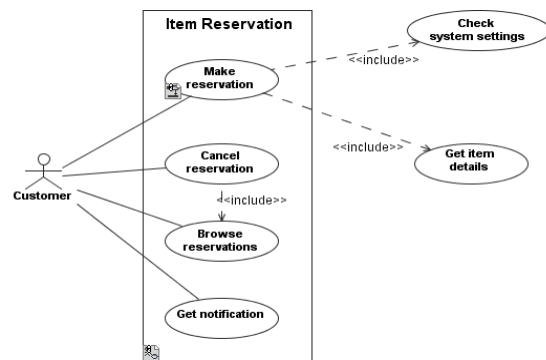 Item Reservation
Check
system settings
Make
reservation
<<include>>
<<include>>
Get item
details
Cancel
reservation
Customer
<<include>>
Browse
reservations
Get notification